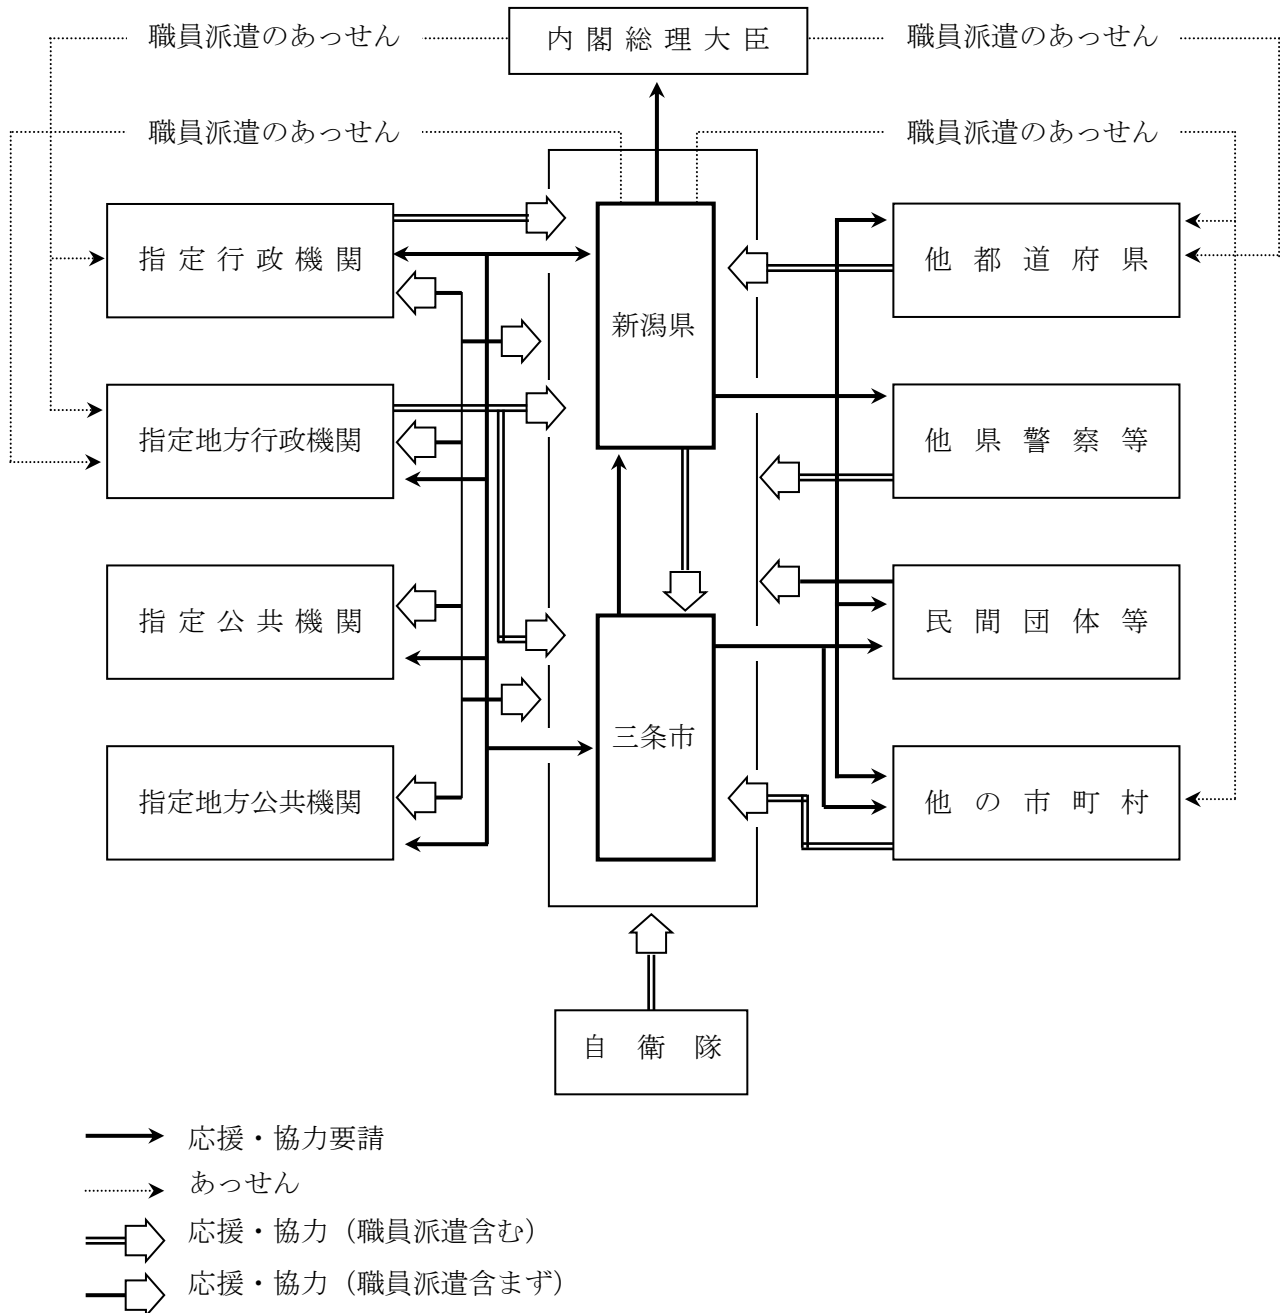 職員派遣のあっせん
内閣総理大臣
職員派遣のあっせん
職員派遣のあっせん
職員派遣のあっせん
指定行政機関
新潟県
他都道府県
指定地方行政機関
他県警察等
指定公共機関
民間団体等
三条市
指定地方公共機関
他の市町村
自衛隊
応援・協力要請
あっせん
応援・協力（職員派遣含む）
応援・協力（職員派遣含まず）